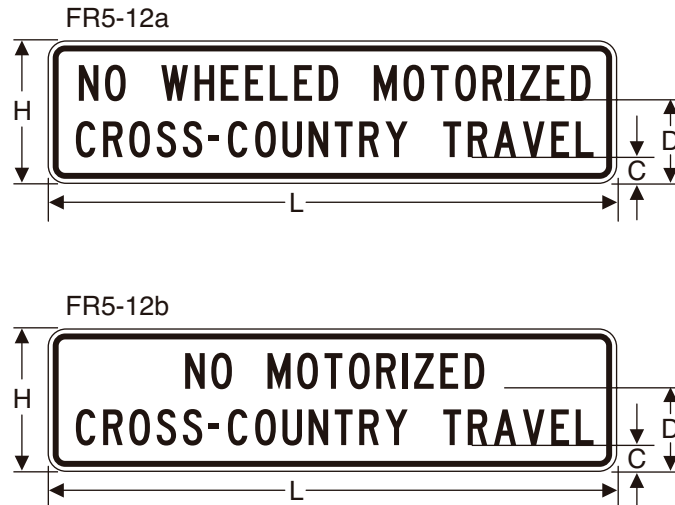 FR5-12a
NO WHEELED MOTORIZED
CROSS-COUNTRY TRAVEL
H
D
C
L
FR5-12b
NO MOTORIZED
CROSS-COUNTRY TRAVEL
H
D
C
L